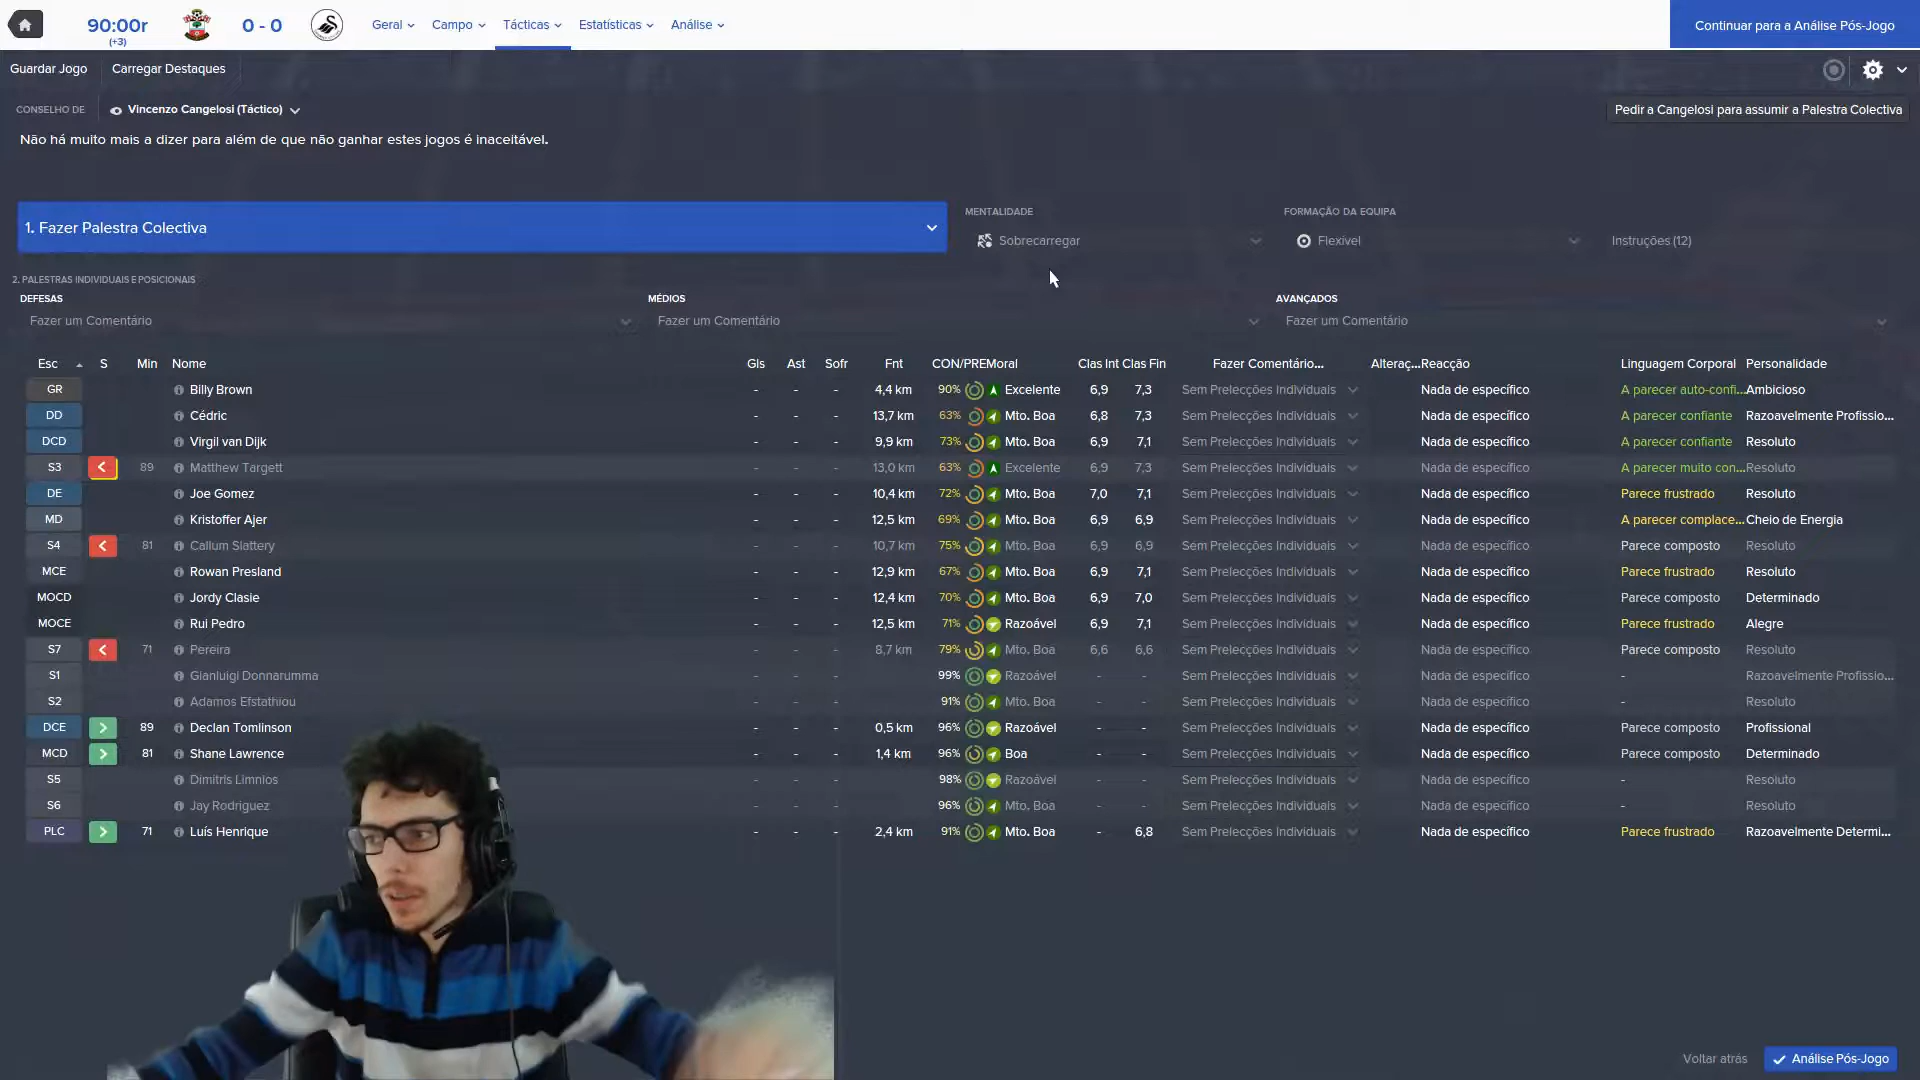 90:00r
(+3)
0 - 0
Geral
Campo
Tácticas
Estatísticas
Análise
Continuar para a Análise Pós-Jogo
Guardar Jogo
Carregar Destaques
CONSELHO DE
Vincenzo Cangelosi (Táctico)
Pedir a Cangelosi para assumir a Palestra Colectiva
Não há muito mais a dizer para além de que não ganhar estes jogos é inaceitável.
1. Fazer Palestra Colectiva
MENTALIDADE
Sobrecarregar
FORMAÇÃO DA EQUIPA
Flexível
Instruções (12)
2. PALESTRAS INDIVIDUAIS E POSICIONAIS
DEFESAS
Fazer um Comentário
MÉDIOS
Fazer um Comentário
AVANÇADOS
Fazer um Comentário
Esc S Min Nome Gls Ast Sofr Fnt CON/PRE Moral Clas Int Clas Fin Fazer Comentário... Alteraç... Reacção Linguagem Corporal Personalidade
GR Billy Brown - - - 4,4 km 90% Excelente 6,9 7,3 Sem Prelecções Individuais Nada de específico A parecer auto-confi... Ambicioso
DD Cédric - - - 13,7 km 63% Mto. Boa 6,8 7,3 Sem Prelecções Individuais Nada de específico A parecer confiante Razoavelmente Profissio...
DCD Virgil van Dijk - - - 9,9 km 73% Mto. Boa 6,9 7,1 Sem Prelecções Individuais Nada de específico A parecer confiante Resoluto
S3 89 Matthew Targett - - - 13,0 km 63% Excelente 6,9 7,3 Sem Prelecções Individuais Nada de específico A parecer muito con... Resoluto
DE Joe Gomez - - - 10,4 km 72% Mto. Boa 7,0 7,1 Sem Prelecções Individuais Nada de específico Parece frustrado Resoluto
MD Kristoffer Ajer - - - 12,5 km 69% Mto. Boa 6,9 6,9 Sem Prelecções Individuais Nada de específico A parecer complace... Cheio de Energia
S4 81 Callum Slattery - - - 10,7 km 75% Mto. Boa 6,9 6,9 Sem Prelecções Individuais Nada de específico Parece composto Resoluto
MCE Rowan Presland - - - 12,9 km 67% Mto. Boa 6,9 7,1 Sem Prelecções Individuais Nada de específico Parece frustrado Resoluto
MOCD Jordy Clasie - - - 12,4 km 70% Mto. Boa 6,9 7,0 Sem Prelecções Individuais Nada de específico Parece composto Determinado
MOCE Rui Pedro - - - 12,5 km 71% Razoável 6,9 7,1 Sem Prelecções Individuais Nada de específico Parece frustrado Alegre
S7 71 Pereira - - - 8,7 km 79% Mto. Boa 6,6 6,6 Sem Prelecções Individuais Nada de específico Parece composto Resoluto
S1 Gianluigi Donnarumma - - - 99% Razoável - - Sem Prelecções Individuais Nada de específico - Razoavelmente Profissio...
S2 Adamos Efstathiou - - - 91% Mto. Boa - - Sem Prelecções Individuais Nada de específico - Resoluto
DCE 89 Declan Tomlinson - - - 0,5 km 96% Razoável - - Sem Prelecções Individuais Nada de específico Parece composto Profissional
MCD 81 Shane Lawrence - - - 1,4 km 96% Boa - - Sem Prelecções Individuais Nada de específico Parece composto Determinado
S5 Dimitris Limnios - - - 98% Razoável - - Sem Prelecções Individuais Nada de específico - Resoluto
S6 Jay Rodriguez - - - 96% Mto. Boa - - Sem Prelecções Individuais Nada de específico - Resoluto
PLC 71 Luís Henrique - - - 2,4 km 91% Mto. Boa - 6,8 Sem Prelecções Individuais Nada de específico Parece frustrado Razoavelmente Determi...
Voltar atrás
Análise Pós-Jogo